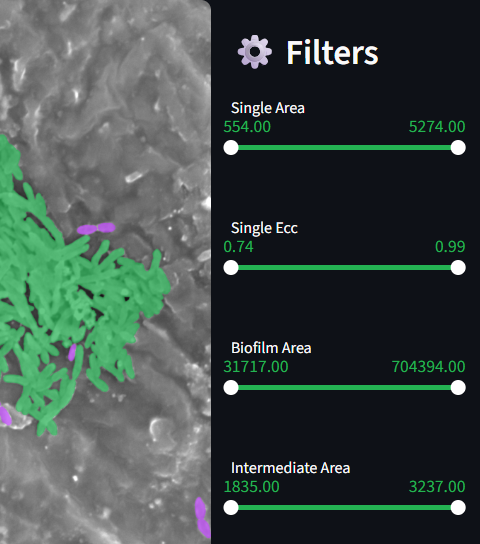 Filters
Single Area
554.00 5274.00
Single Ecc
0.74 0.99
Biofilm Area
31717.00 704394.00
Intermediate Area
1835.00 3237.00